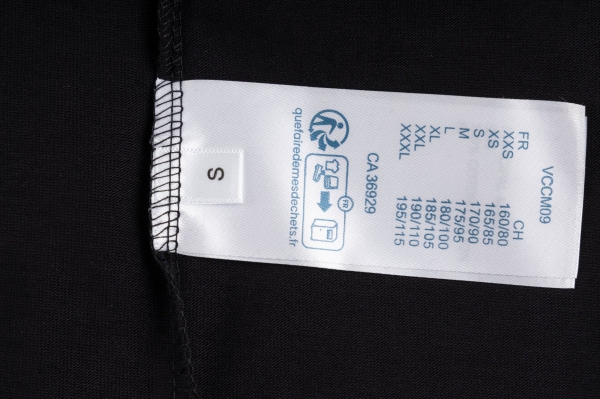 VCCM09
FR CH
XXS 160/80
XS 165/85
S 170/90
M 175/95
L 180/100
XL 185/105
XXL 190/110
XXXL 195/115
CA 36929
FR
quefairedemesdechets.fr
S